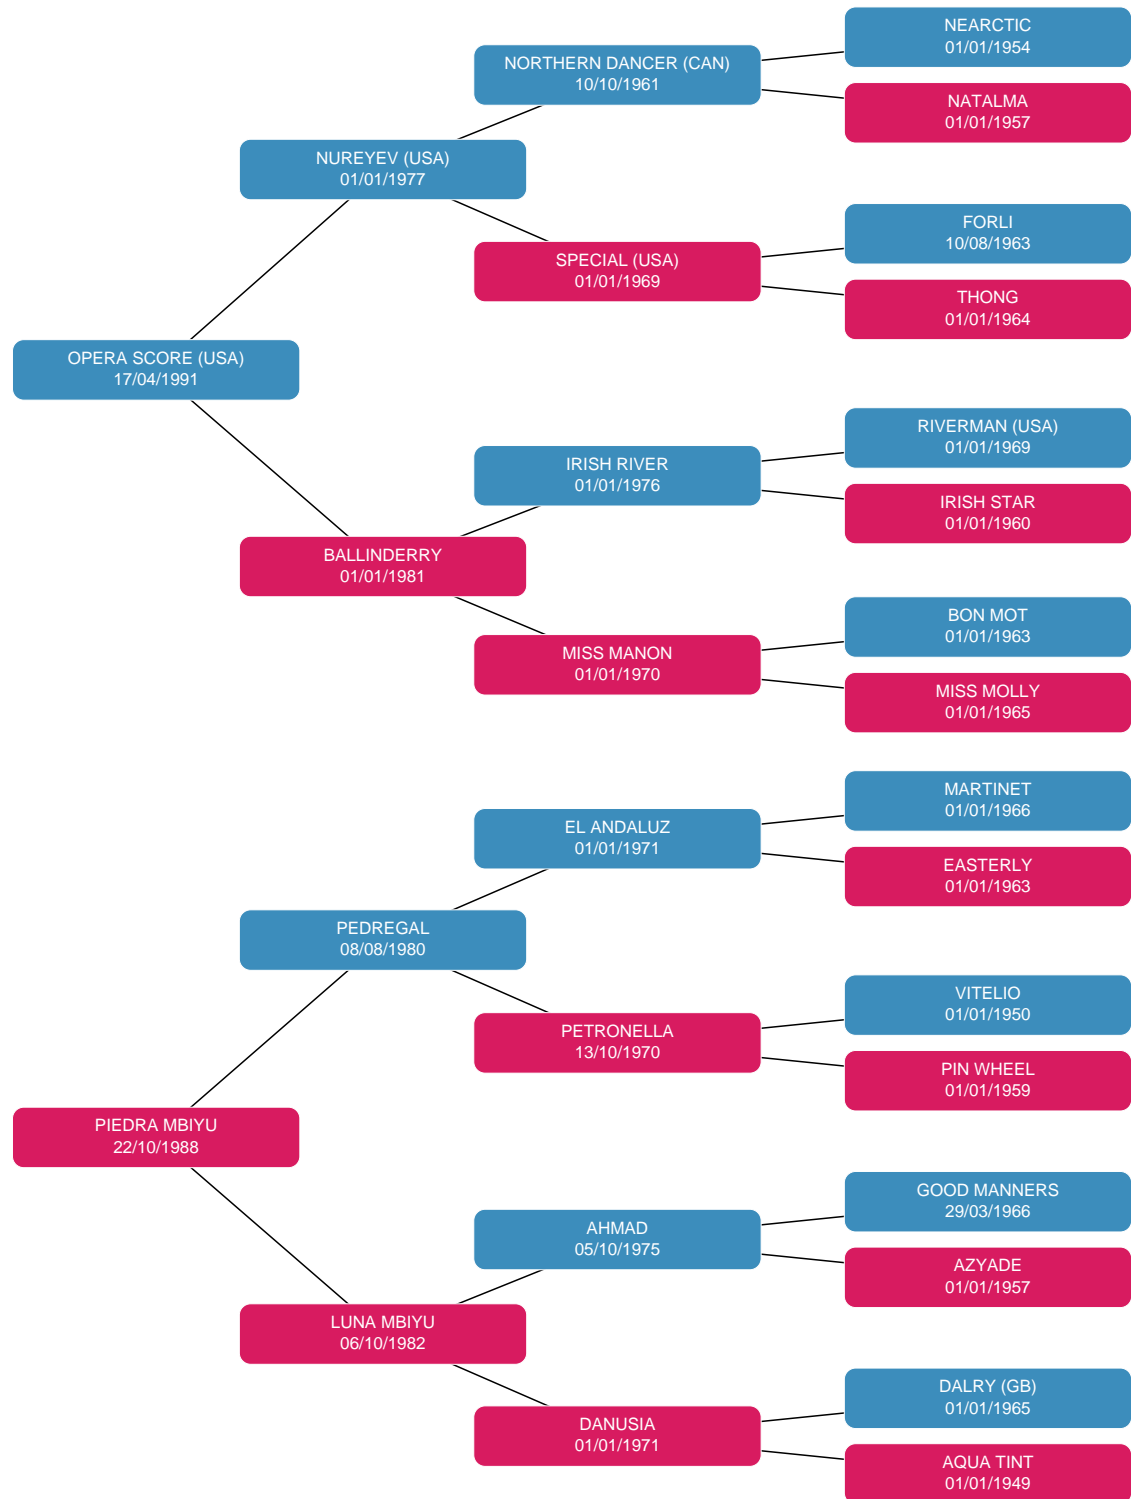 NEARCTIC
01/01/1954
NORTHERN DANCER (CAN)
10/10/1961
NATALMA
01/01/1957
NUREYEV (USA)
01/01/1977
FORLI
10/08/1963
SPECIAL (USA)
01/01/1969
THONG
01/01/1964
OPERA SCORE (USA)
17/04/1991
RIVERMAN (USA)
01/01/1969
IRISH RIVER
01/01/1976
IRISH STAR
01/01/1960
BALLINDERRY
01/01/1981
BON MOT
01/01/1963
MISS MANON
01/01/1970
MISS MOLLY
01/01/1965
MARTINET
01/01/1966
EL ANDALUZ
01/01/1971
EASTERLY
01/01/1963
PEDREGAL
08/08/1980
VITELIO
01/01/1950
PETRONELLA
13/10/1970
PIN WHEEL
01/01/1959
PIEDRA MBIYU
22/10/1988
GOOD MANNERS
29/03/1966
AHMAD
05/10/1975
AZYADE
01/01/1957
LUNA MBIYU
06/10/1982
DALRY (GB)
01/01/1965
DANUSIA
01/01/1971
AQUA TINT
01/01/1949